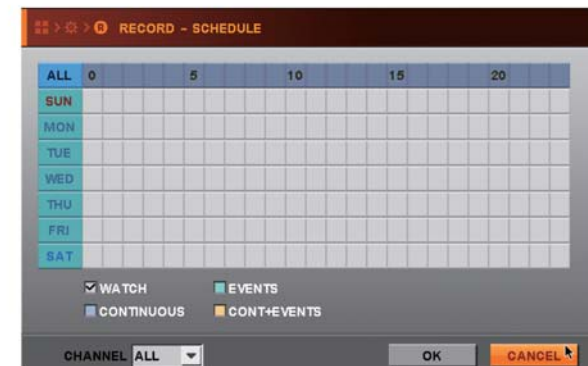 > > R RECORD - SCHEDULE
ALL 0 5 10 15 20
SUN
MON
TUE
WED
THU
FRI
SAT
WATCH EVENTS
CONTINUOUS CONT+EVENTS
CHANNEL ALL OK CANCEL